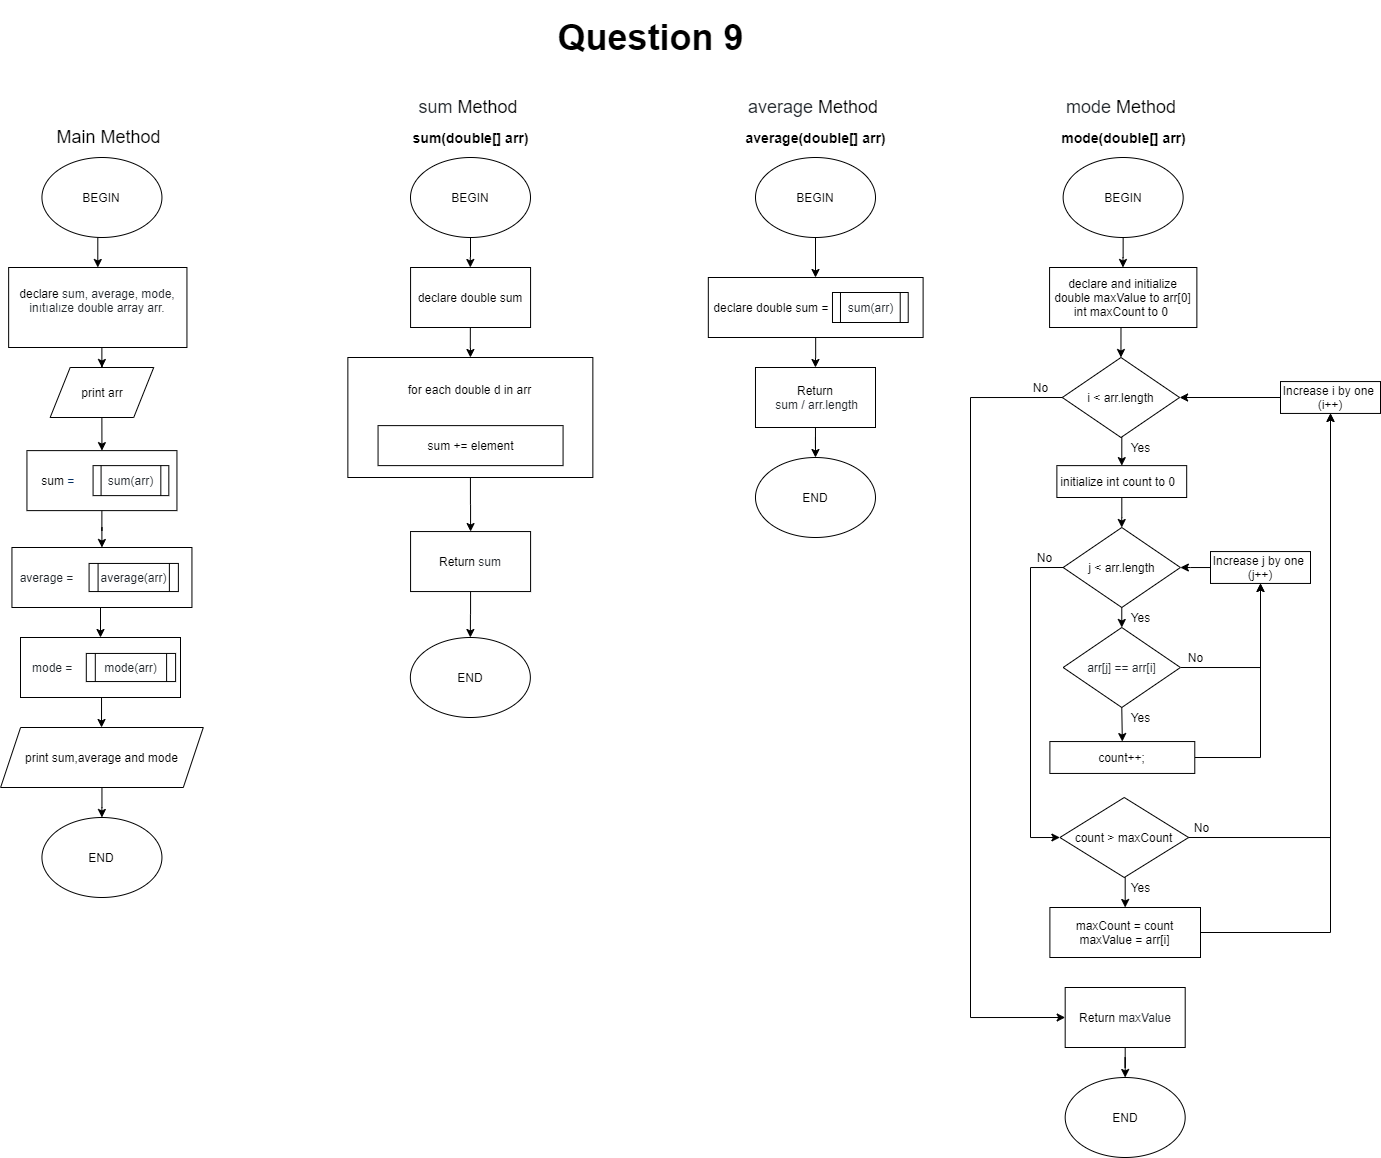 Question 9
Main Method
BEGIN
declare sum, average, mode,
initialize double array arr.
print arr
sum =
sum(arr)
average =
average(arr)
mode =
mode(arr)
print sum,average and mode
END
sum Method
sum(double[] arr)
BEGIN
declare double sum
for each double d in arr
sum += element
Return sum
END
average Method
average(double[] arr)
BEGIN
declare double sum =
sum(arr)
Return
sum / arr.length
END
mode Method
mode(double[] arr)
BEGIN
declare and initialize
double maxValue to arr[0]
int maxCount to 0
No
i < arr.length
Increase i by one
(i++)
Yes
initialize int count to 0
No
j < arr.length
Increase j by one
(j++)
Yes
arr[j] == arr[i]
No
Yes
count++;
count > maxCount
No
Yes
maxCount = count
maxValue = arr[i]
Return maxValue
END